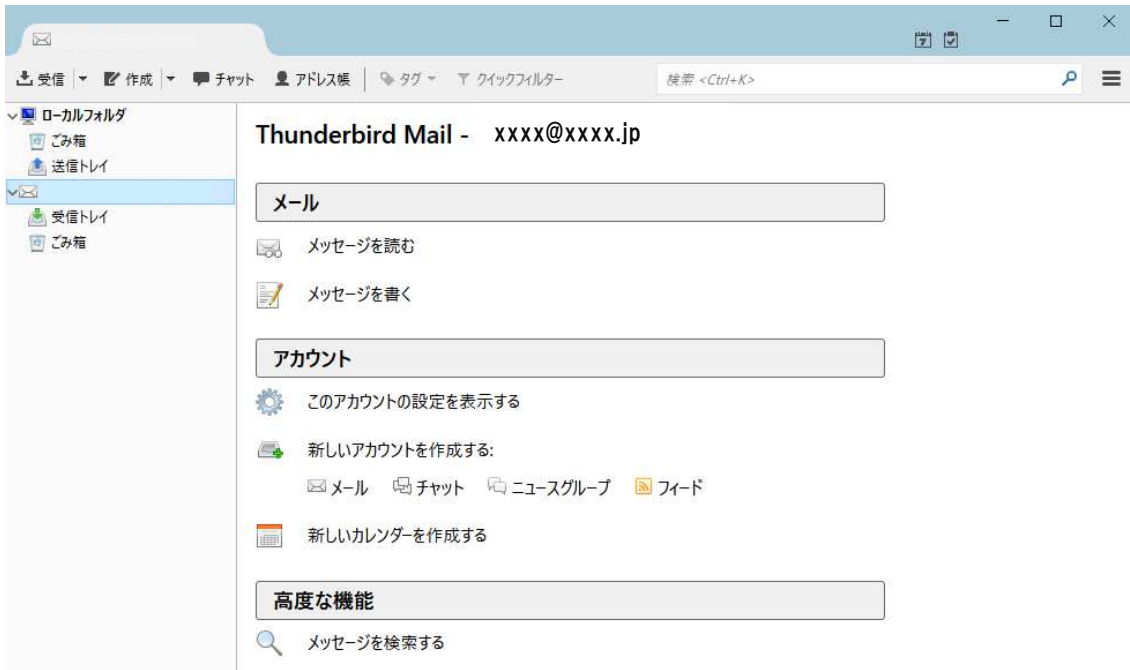 受信 作成 チャット アドレス帳 タグ クイックフィルター 検索 <Ctrl+K>
ローカルフォルダ
ごみ箱
送信トレイ
受信トレイ
ごみ箱
Thunderbird Mail - xxxx@xxxx.jp
メール
メッセージを読む
メッセージを書く
アカウント
このアカウントの設定を表示する
新しいアカウントを作成する:
メール チャット ニュースグループ フィード
新しいカレンダーを作成する
高度な機能
メッセージを検索する